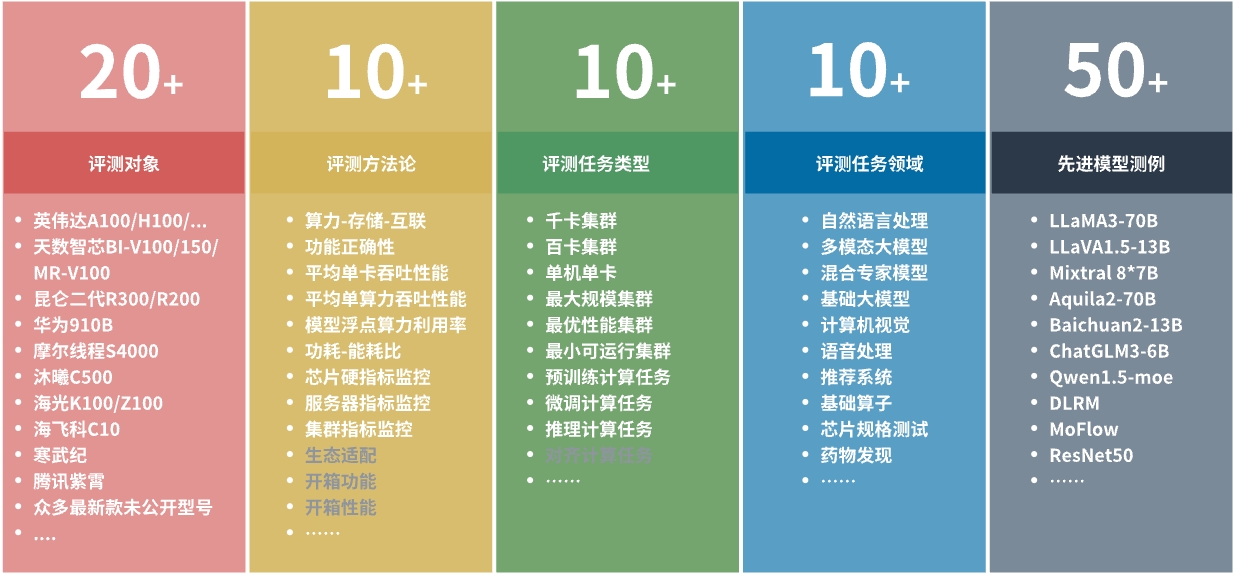 20+
评测对象
• 英伟达A100/H100/...
• 天数智芯BI-V100/150/
MR-V100
• 昆仑二代R300/R200
• 华为910B
• 摩尔线程S4000
• 沐曦C500
• 海光K100/Z100
• 海飞科C10
• 寒武纪
• 腾讯紫霄
• 众多最新款未公开型号
• ....
10+
评测方法论
• 算力-存储-互联
• 功能正确性
• 平均单卡吞吐性能
• 平均单算力吞吐性能
• 模型浮点算力利用率
• 功耗-能耗比
• 芯片硬指标监控
• 服务器指标监控
• 集群指标监控
• 生态适配
• 开箱功能
• 开箱性能
• ......
10+
评测任务类型
• 千卡集群
• 百卡集群
• 单机单卡
• 最大规模集群
• 最优性能集群
• 最小可运行集群
• 预训练计算任务
• 微调计算任务
• 推理计算任务
• 对齐计算任务
• ......
10+
评测任务领域
• 自然语言处理
• 多模态大模型
• 混合专家模型
• 基础大模型
• 计算机视觉
• 语音处理
• 推荐系统
• 基础算子
• 芯片规格测试
• 药物发现
• ......
50+
先进模型测例
• LLaMA3-70B
• LLaVA1.5-13B
• Mixtral 8*7B
• Aquila2-70B
• Baichuan2-13B
• ChatGLM3-6B
• Qwen1.5-moe
• DLRM
• MoFlow
• ResNet50
• ......